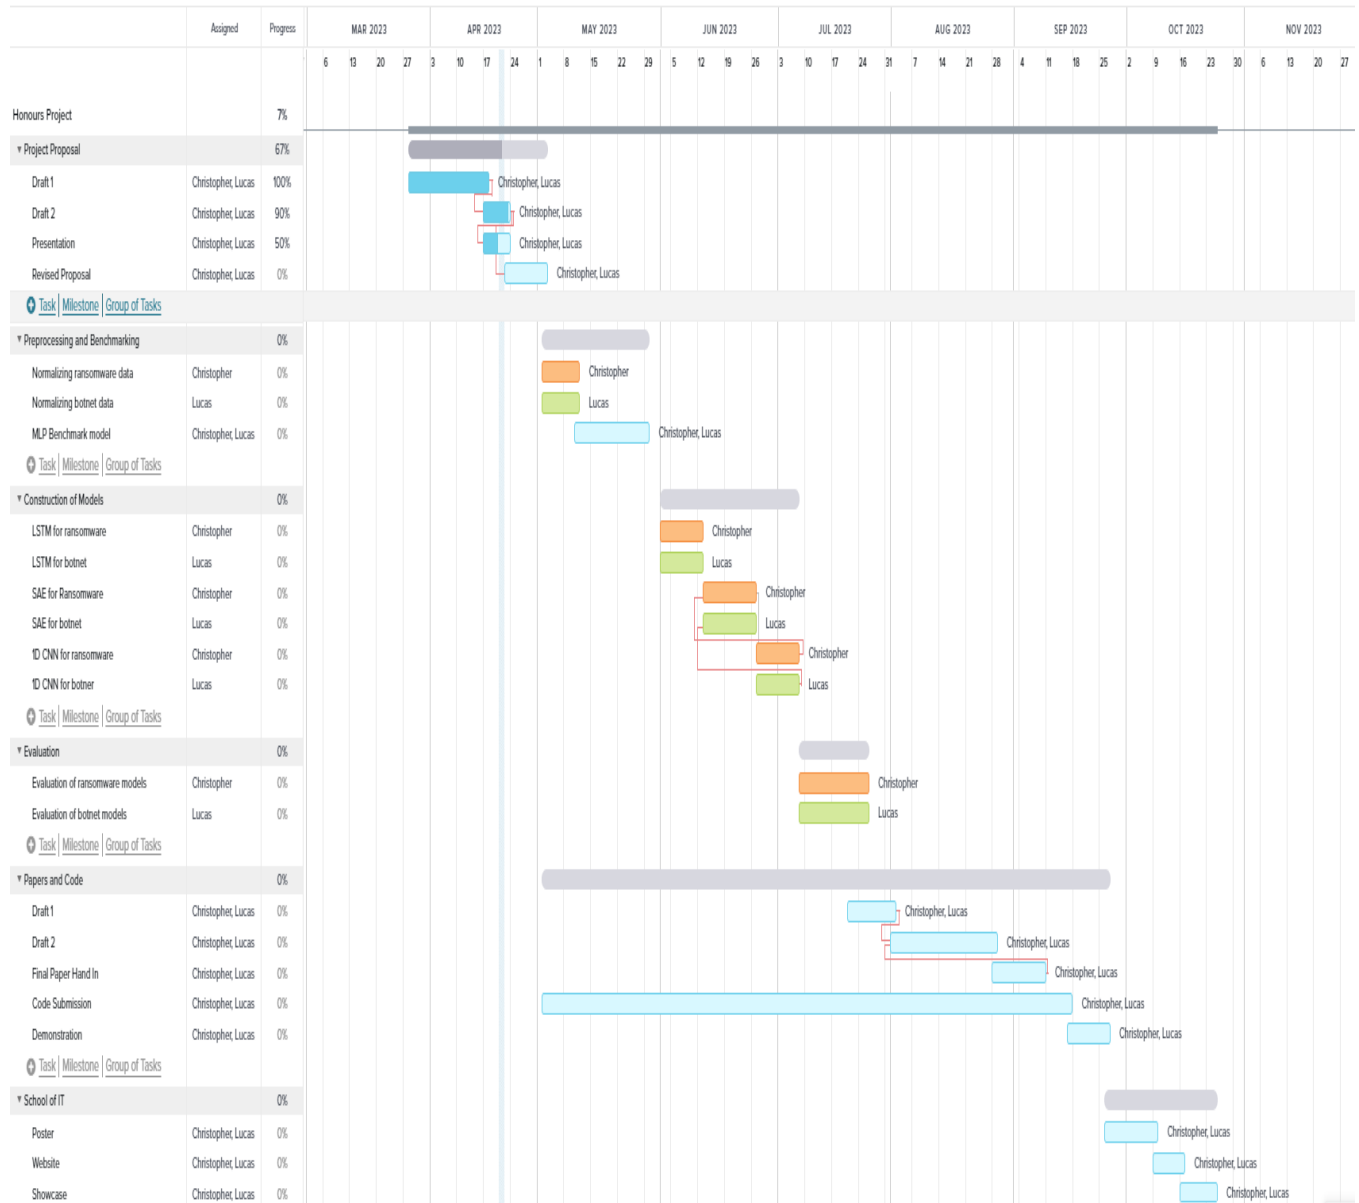 Assigned Progress MAR 2023 APR 2023 MAY 2023 JUN 2023 JUL 2023 AUG 2023 SEP 2023 OCT 2023 NOV 2023
6 13 20 27 3 10 17 24 1 8 15 22 29 5 12 19 26 3 10 17 24 31 7 14 21 28 4 11 18 25 2 9 16 23 30 6 13 20 27
Honours Project 7%
Project Proposal 67%
Draft 1 Christopher, Lucas 100% Christopher, Lucas
Draft 2 Christopher, Lucas 90% Christopher, Lucas
Presentation Christopher, Lucas 50% Christopher, Lucas
Revised Proposal Christopher, Lucas 0% Christopher, Lucas
Task | Milestone | Group of Tasks
Preprocessing and Benchmarking 0%
Normalizing ransomware data Christopher 0% Christopher
Normalizing botnet data Lucas 0% Lucas
MLP Benchmark model Christopher, Lucas 0% Christopher, Lucas
Task | Milestone | Group of Tasks
Construction of Models 0%
LSTM for ransomware Christopher 0% Christopher
LSTM for botnet Lucas 0% Lucas
SAE for Ransomware Christopher 0% Christopher
SAE for botnet Lucas 0% Lucas
1D CNN for ransomware Christopher 0% Christopher
1D CNN for botner Lucas 0% Lucas
Task | Milestone | Group of Tasks
Evaluation 0%
Evaluation of ransomware models Christopher 0% Christopher
Evaluation of botnet models Lucas 0% Lucas
Task | Milestone | Group of Tasks
Papers and Code 0%
Draft 1 Christopher, Lucas 0% Christopher, Lucas
Draft 2 Christopher, Lucas 0% Christopher, Lucas
Final Paper Hand In Christopher, Lucas 0% Christopher, Lucas
Code Submission Christopher, Lucas 0% Christopher, Lucas
Demonstration Christopher, Lucas 0% Christopher, Lucas
Task | Milestone | Group of Tasks
School of IT 0%
Poster Christopher, Lucas 0% Christopher, Lucas
Website Christopher, Lucas 0% Christopher, Lucas
Showcase Christopher, Lucas 0% Christopher, Lucas